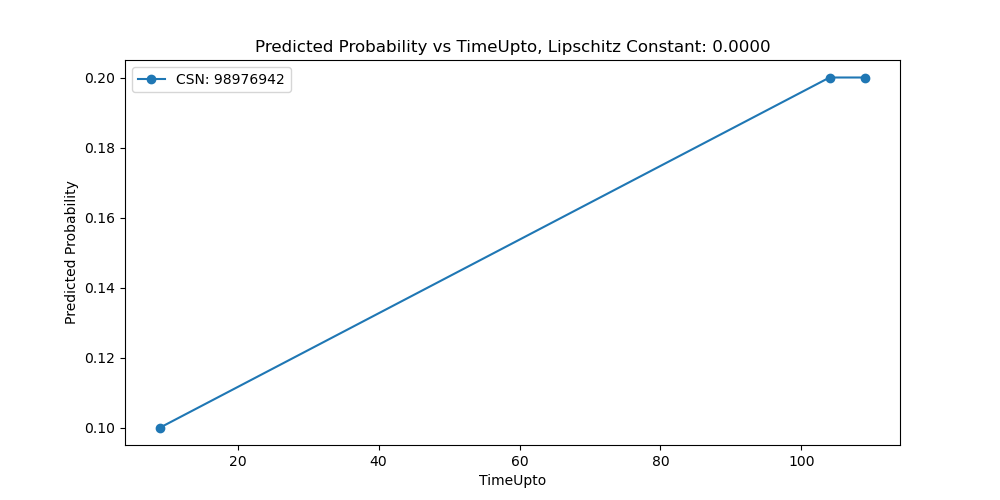 Predicted Probability vs TimeUpto, Lipschitz Constant: 0.0000
CSN: 98976942
0.20
0.18
0.16
0.14
0.12
0.10
Predicted Probability
20 40 60 80 100
TimeUpto